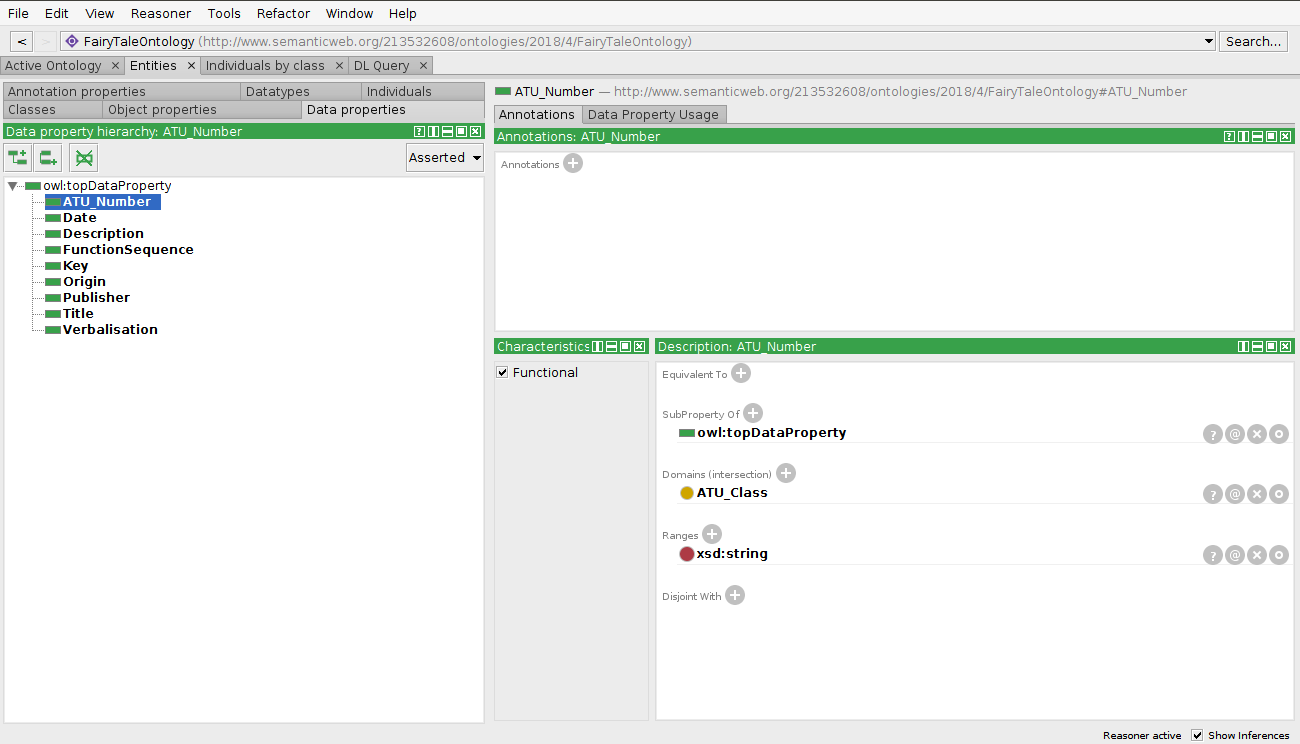 File Edit View Reasoner Tools Refactor Window Help
< > FairyTaleOntology (http://www.semanticweb.org/213532608/ontologies/2018/4/FairyTaleOntology) Search...
Active Ontology × Entities × Individuals by class × DL Query ×
Annotation properties Datatypes Individuals
Classes Object properties Data properties
Data property hierarchy: ATU_Number
Asserted
owl:topDataProperty
ATU_Number
Date
Description
FunctionSequence
Key
Origin
Publisher
Title
Verbalisation
ATU_Number — http://www.semanticweb.org/213532608/ontologies/2018/4/FairyTaleOntology#ATU_Number
Annotations Data Property Usage
Annotations: ATU_Number
Annotations
Characteristics
Functional
Description: ATU_Number
Equivalent To
SubProperty Of
owl:topDataProperty
Domains (intersection)
ATU_Class
Ranges
xsd:string
Disjoint With
Reasoner active Show Inferences